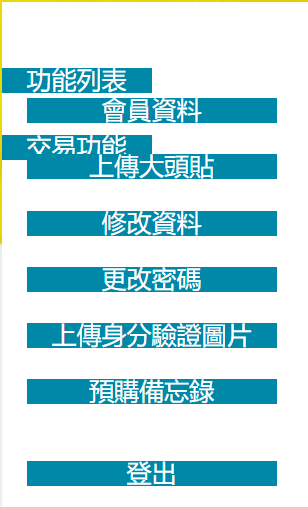 功能列表
會員資料
交易功能
上傳大頭貼
修改資料
更改密碼
上傳身分驗證圖片
預購備忘錄
登出